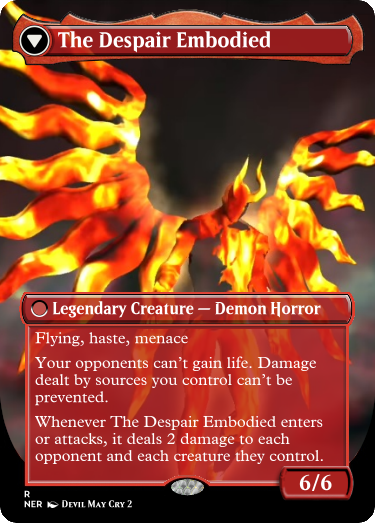 The Despair Embodied
Legendary Creature — Demon Horror
Flying, haste, menace
Your opponents can't gain life. Damage
dealt by sources you control can't be
prevented.
Whenever The Despair Embodied enters
or attacks, it deals 2 damage to each
opponent and each creature they control.
6/6
R
NER Devil May Cry 2